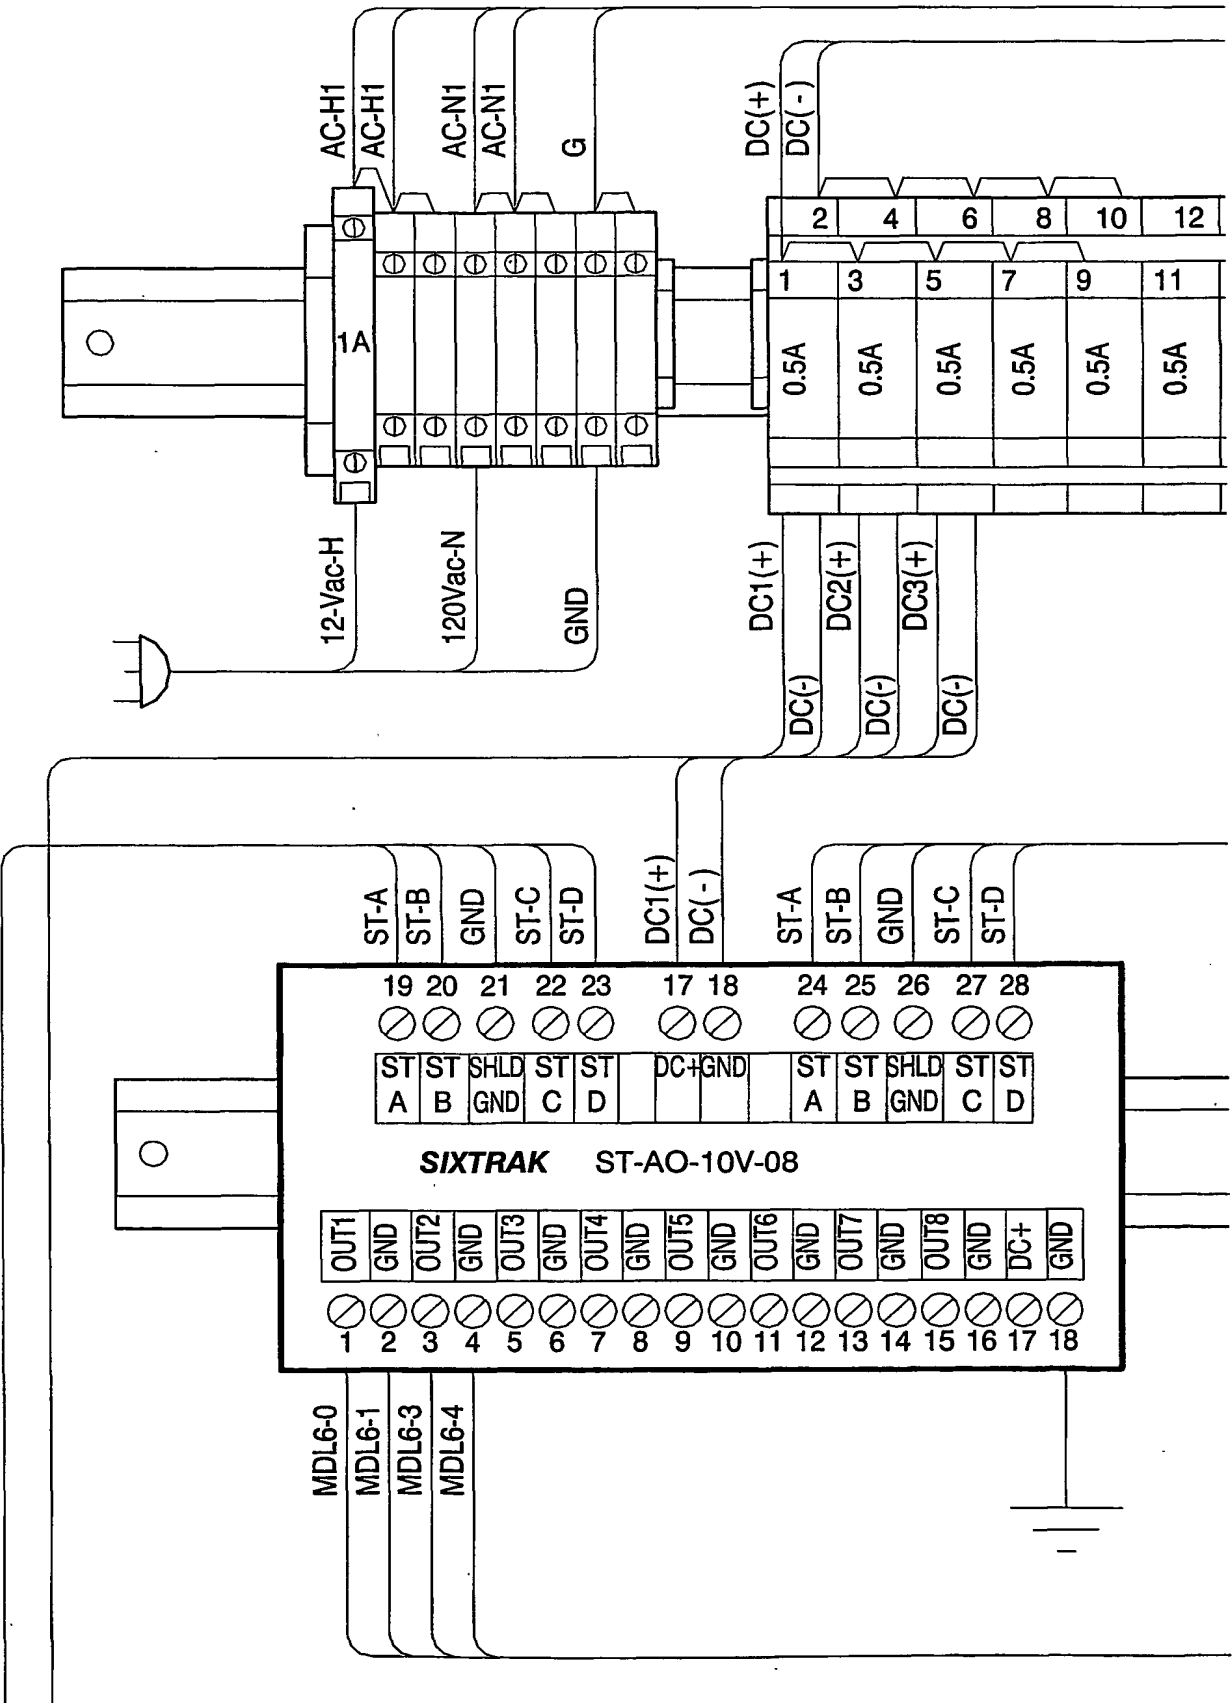 AC-H1 AC-H1 AC-N1 AC-N1 G DC(+) DC(-)
2 4 6 8 10 12
1 3 5 7 9 11
1A 0.5A 0.5A 0.5A 0.5A 0.5A 0.5A
12-Vac-H 120Vac-N GND DC1(+) DC2(+) DC3(+)
DC(-) DC(-) DC(-)
ST-A ST-B GND ST-C ST-D DC1(+) DC(-) ST-A ST-B GND ST-C ST-D
19 20 21 22 23 17 18 24 25 26 27 28
ST ST SHLD ST ST DC+ GND ST ST SHLD ST ST
A B GND C D A B GND C D
SIXTRAK ST-AO-10V-08
OUT1 GND OUT2 GND OUT3 GND OUT4 GND OUT5 GND OUT6 GND OUT7 GND OUT8 GND DC+ GND
1 2 3 4 5 6 7 8 9 10 11 12 13 14 15 16 17 18
MDL6-0 MDL6-1 MDL6-3 MDL6-4